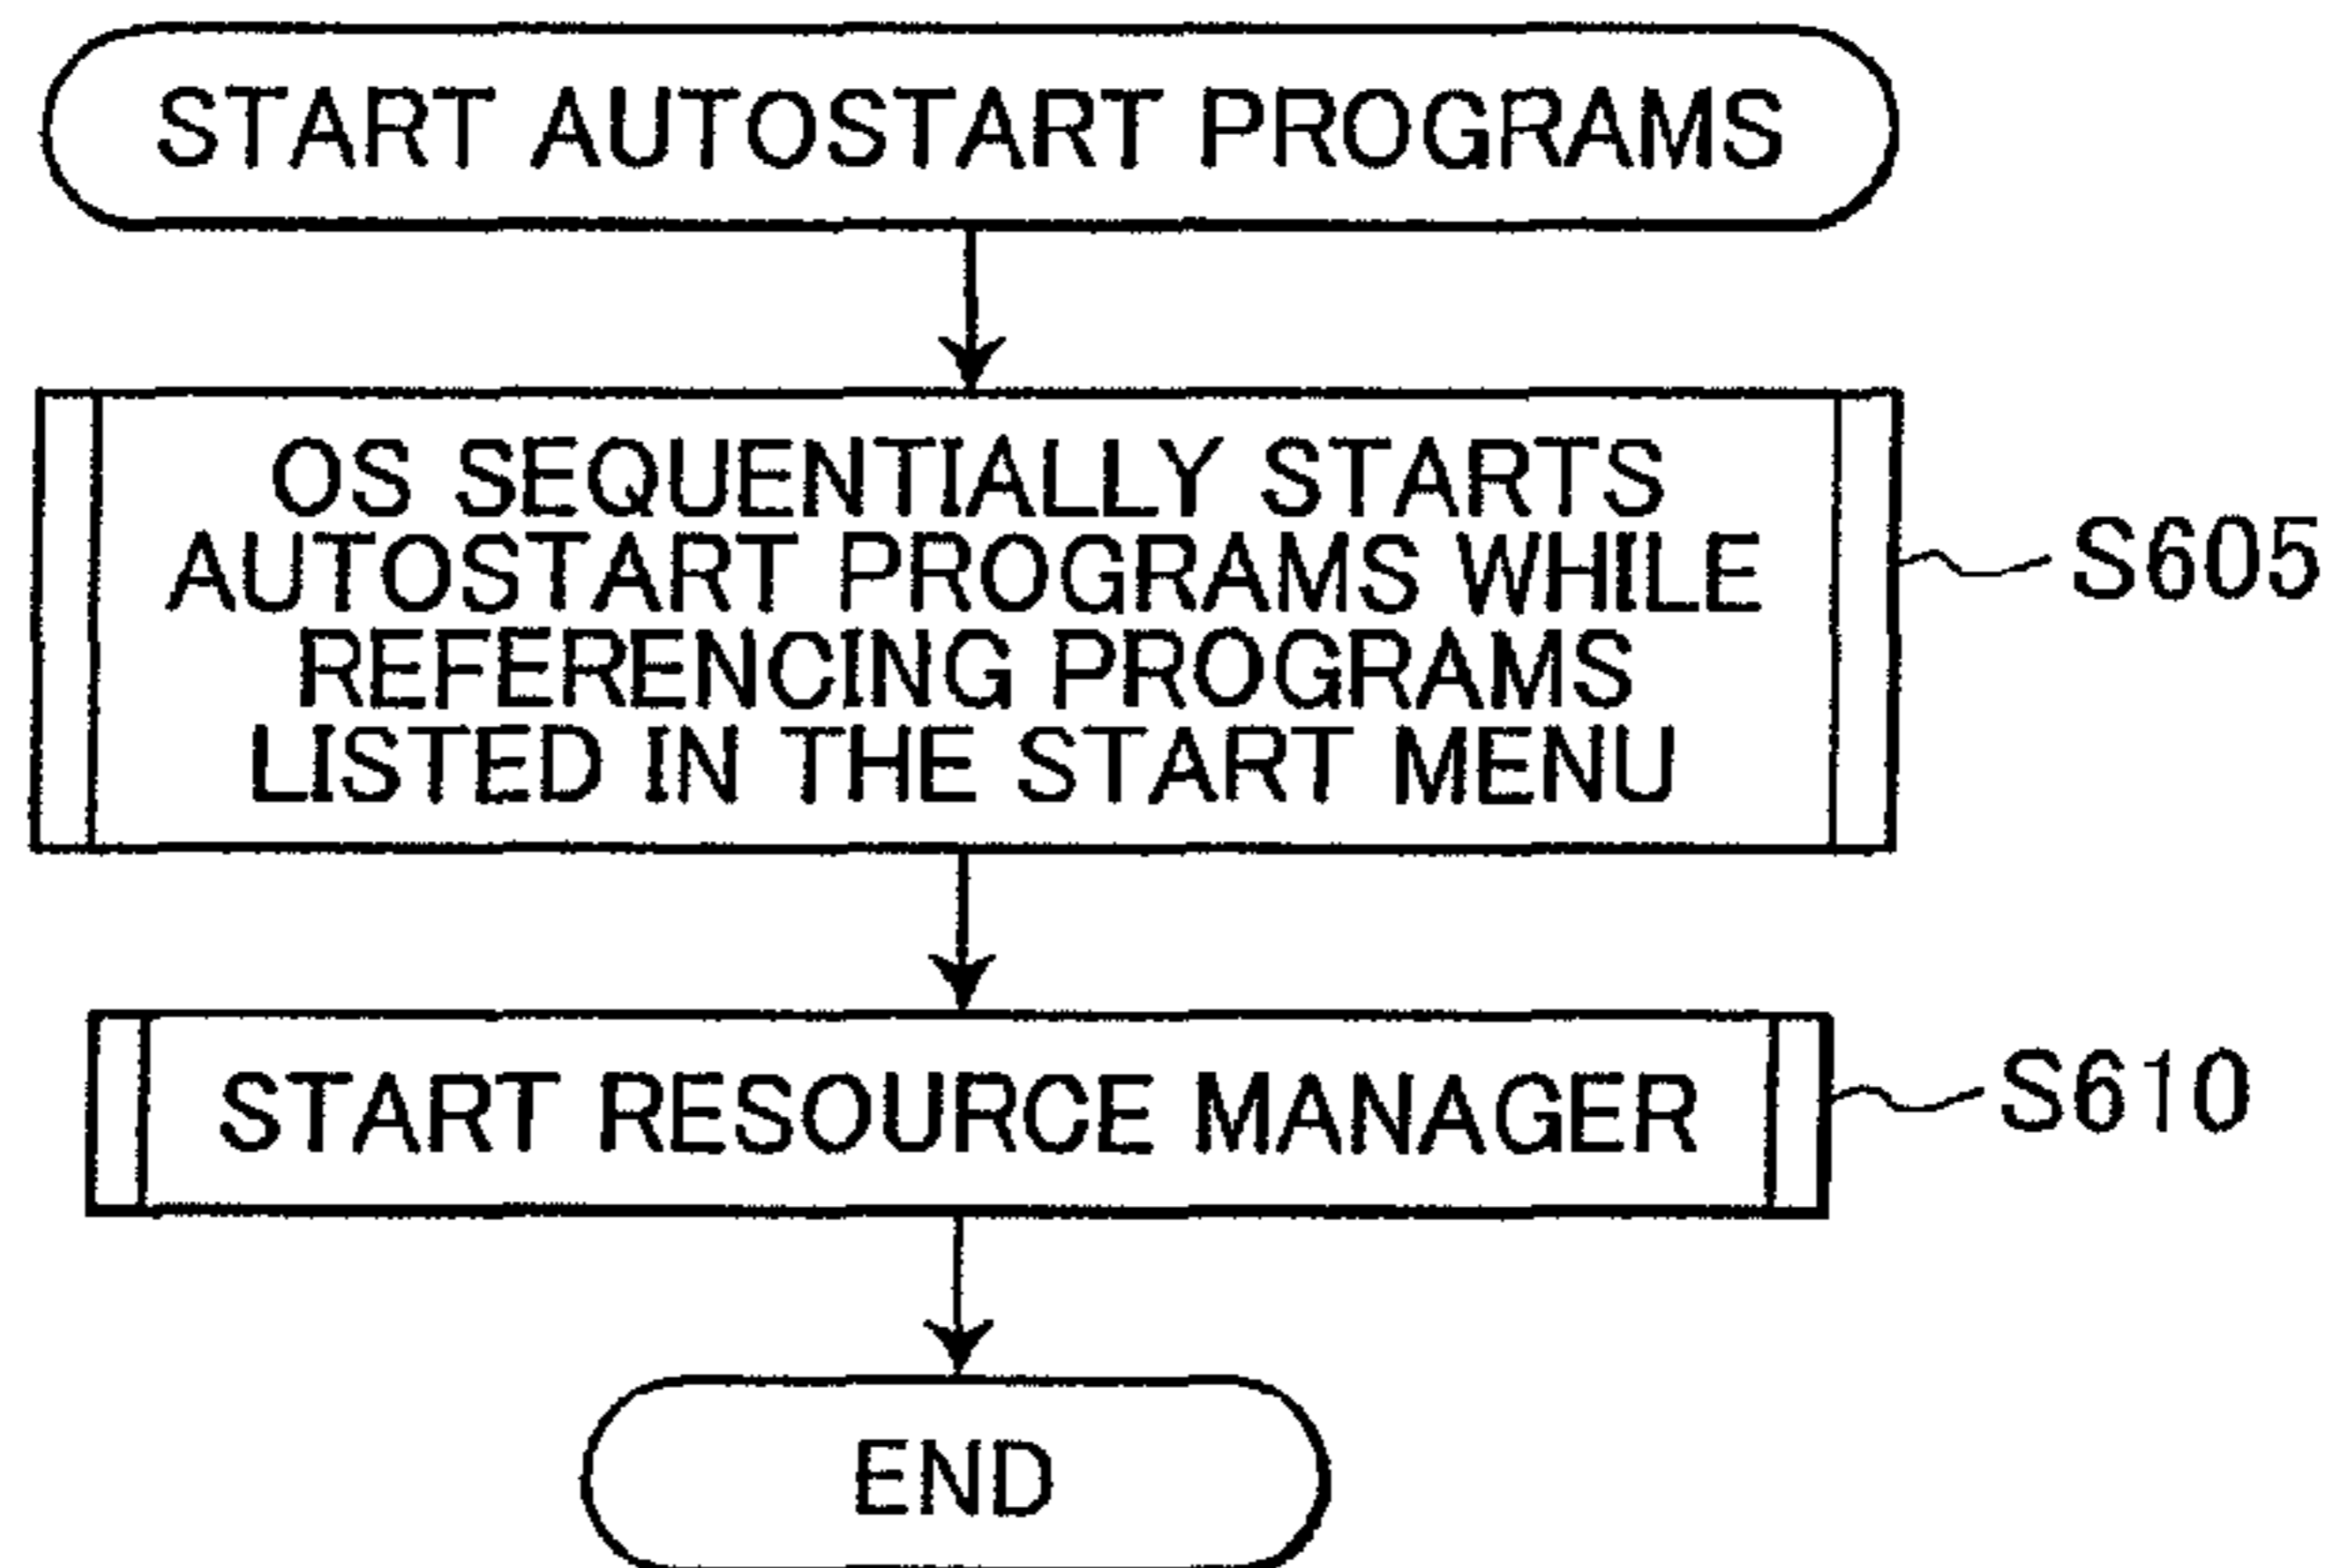 START AUTOSTART PROGRAMS
OS SEQUENTIALLY STARTS
AUTOSTART PROGRAMS WHILE
REFERENCING PROGRAMS
LISTED IN THE START MENU
S605
START RESOURCE MANAGER
S610
END